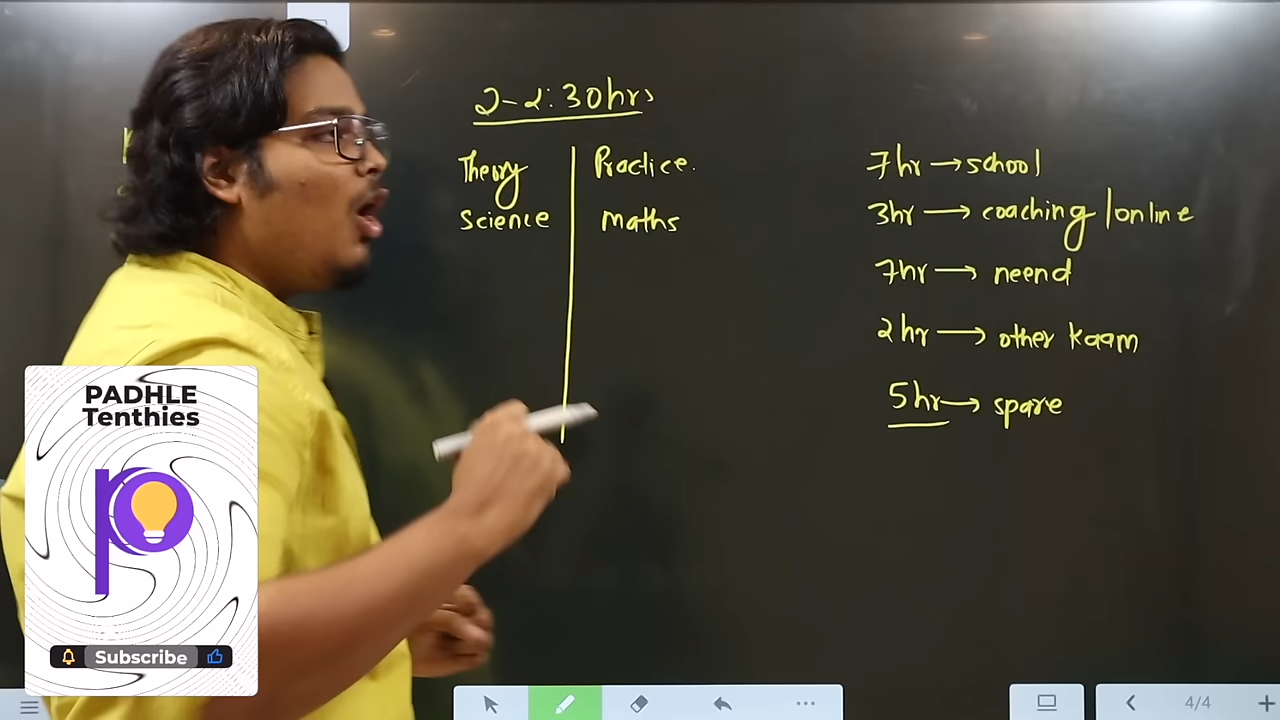 2-2:30hrs
Theory Practice.
Science Maths
7hr → school
3hr → coaching /online
7hr → neend
2hr → other kaam
5hr → spare
PADHLE
Tenthies
Subscribe
4/4